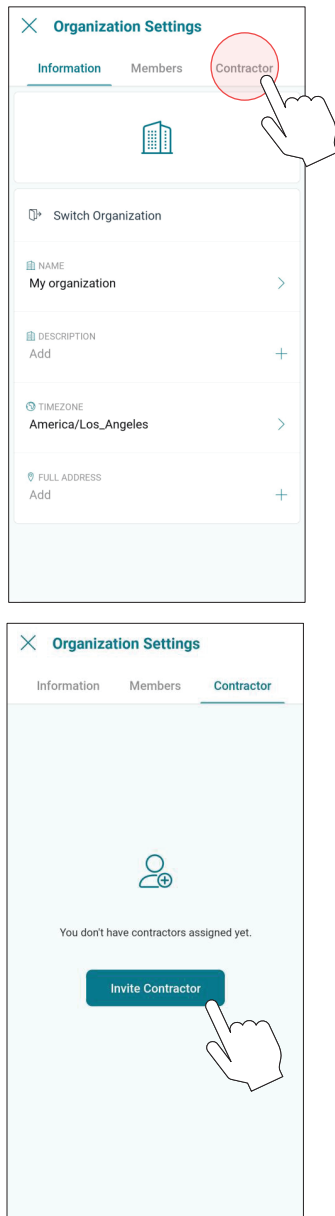 Organization Settings
Information Members Contractor
Switch Organization
NAME
My organization
DESCRIPTION
Add
TIMEZONE
America/Los_Angeles
FULL ADDRESS
Add
Organization Settings
Information Members Contractor
You don't have contractors assigned yet.
Invite Contractor